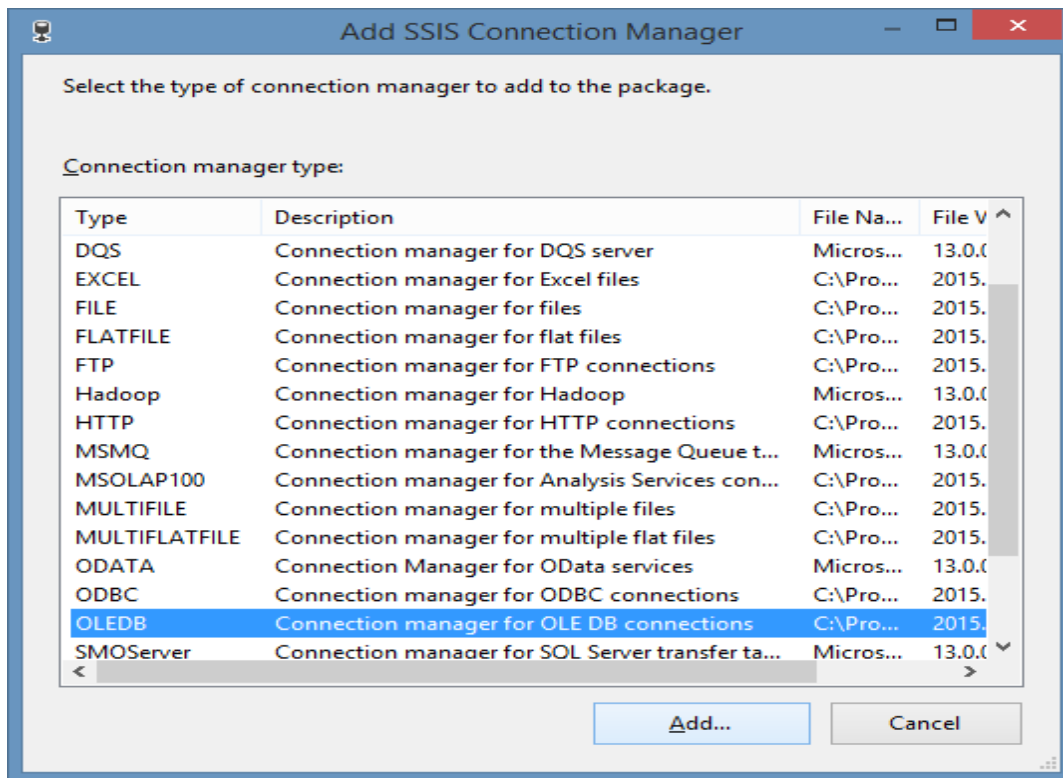 Add SSIS Connection Manager
Select the type of connection manager to add to the package.
Connection manager type:
Type Description File Na... File V
DQS Connection manager for DQS server Micros... 13.0.0
EXCEL Connection manager for Excel files C:\Pro... 2015.
FILE Connection manager for files C:\Pro... 2015.
FLATFILE Connection manager for flat files C:\Pro... 2015.
FTP Connection manager for FTP connections C:\Pro... 2015.
Hadoop Connection manager for Hadoop Micros... 13.0.0
HTTP Connection manager for HTTP connections C:\Pro... 2015.
MSMQ Connection manager for the Message Queue t... Micros... 13.0.0
MSOLAP100 Connection manager for Analysis Services con... C:\Pro... 2015.
MULTIFILE Connection manager for multiple files C:\Pro... 2015.
MULTIFLATFILE Connection manager for multiple flat files C:\Pro... 2015.
ODATA Connection Manager for OData services Micros... 13.0.0
ODBC Connection manager for ODBC connections C:\Pro... 2015.
OLEDB Connection manager for OLE DB connections C:\Pro... 2015.
SMOServer Connection manager for SQL Server transfer ta... Micros... 13.0.0
Add... Cancel